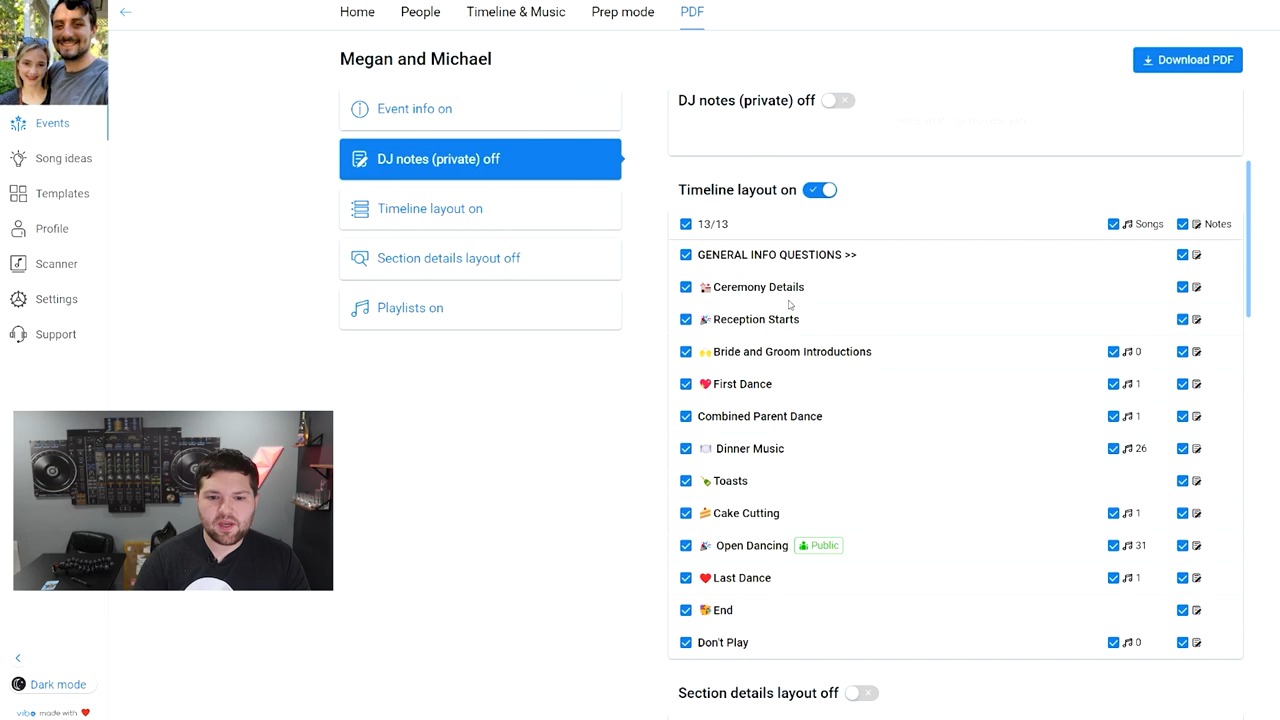 Home People Timeline & Music Prep mode PDF
Megan and Michael
Download PDF
Events
Song ideas
Templates
Profile
Scanner
Settings
Support
Event info on
DJ notes (private) off
Timeline layout on
Section details layout off
Playlists on
DJ notes (private) off
Timeline layout on
13/13 Songs Notes
GENERAL INFO QUESTIONS >>
Ceremony Details
Reception Starts
Bride and Groom Introductions 0
First Dance 1
Combined Parent Dance 1
Dinner Music 26
Toasts
Cake Cutting 1
Open Dancing Public 31
Last Dance 1
End
Don't Play 0
Section details layout off
Dark mode
vibo made with